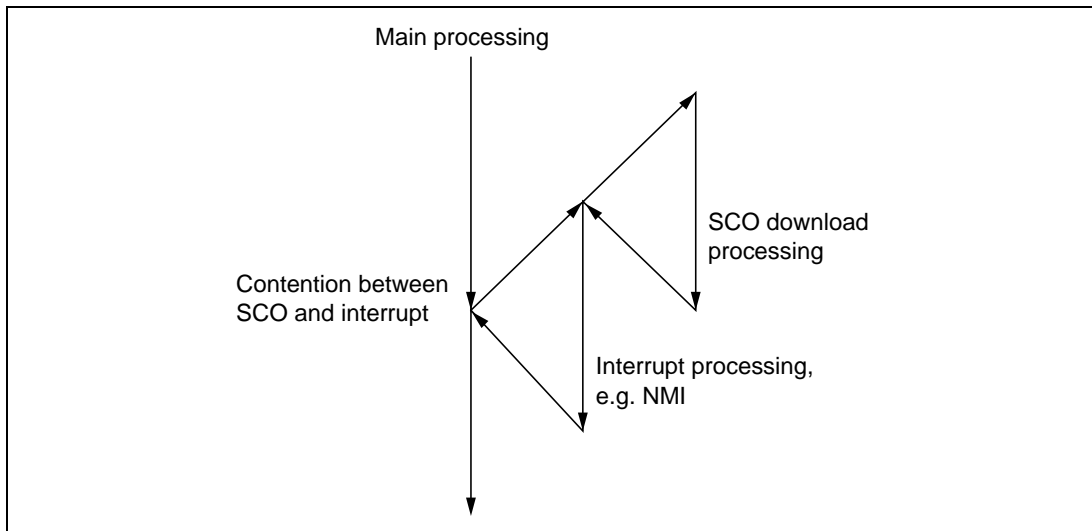 Main processing
SCO download
processing
Contention between
SCO and interrupt
Interrupt processing,
e.g. NMI